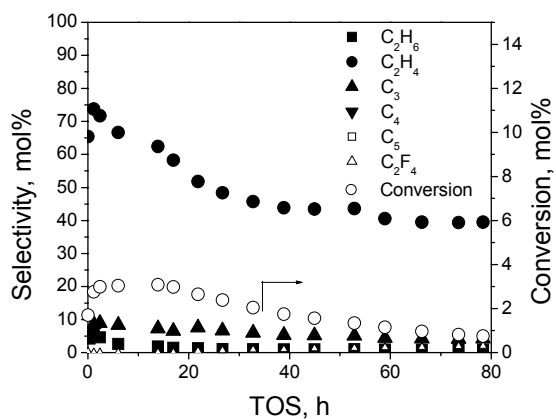 Selectivity, mol%
100
90
80
70
60
50
40
30
20
10
0
C₂H₆
C₂H₄
C₃
C₄
C₅
C₂F₄
Conversion
14
12
10
8
6
4
2
0
Conversion, mol%
0 20 40 60 80
TOS, h